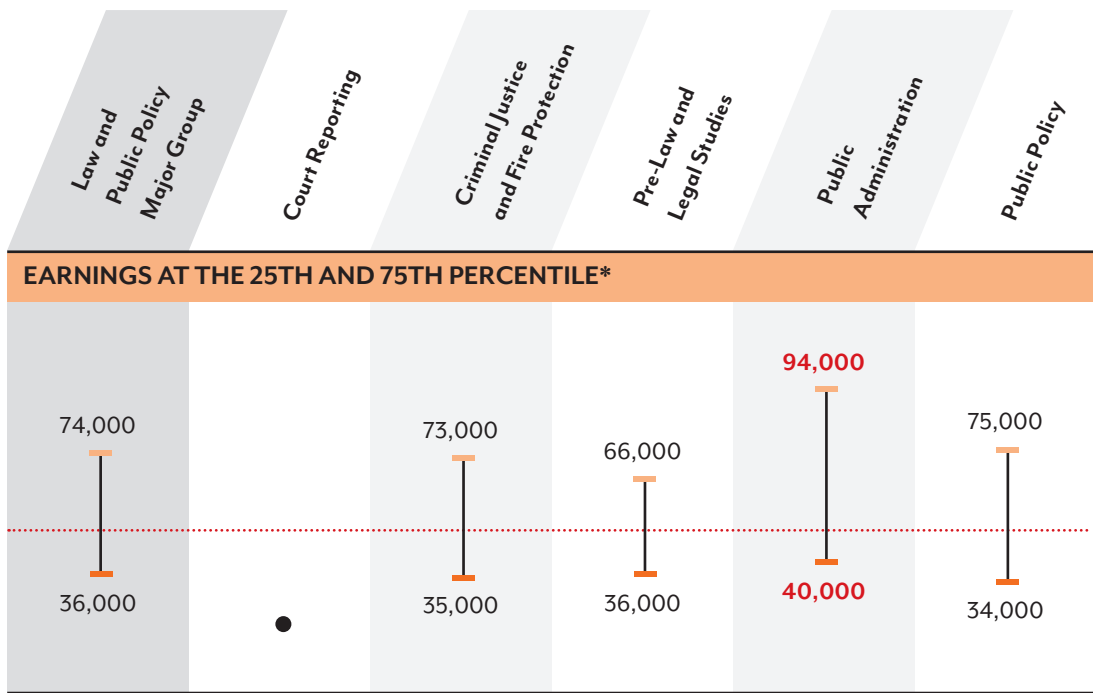 Law and
Public Policy
Major Group
Court Reporting
Criminal Justice
and Fire Protection
Pre-Law and
Legal Studies
Public
Administration
Public Policy
EARNINGS AT THE 25TH AND 75TH PERCENTILE*
74,000
36,000
73,000
35,000
66,000
36,000
94,000
40,000
75,000
34,000